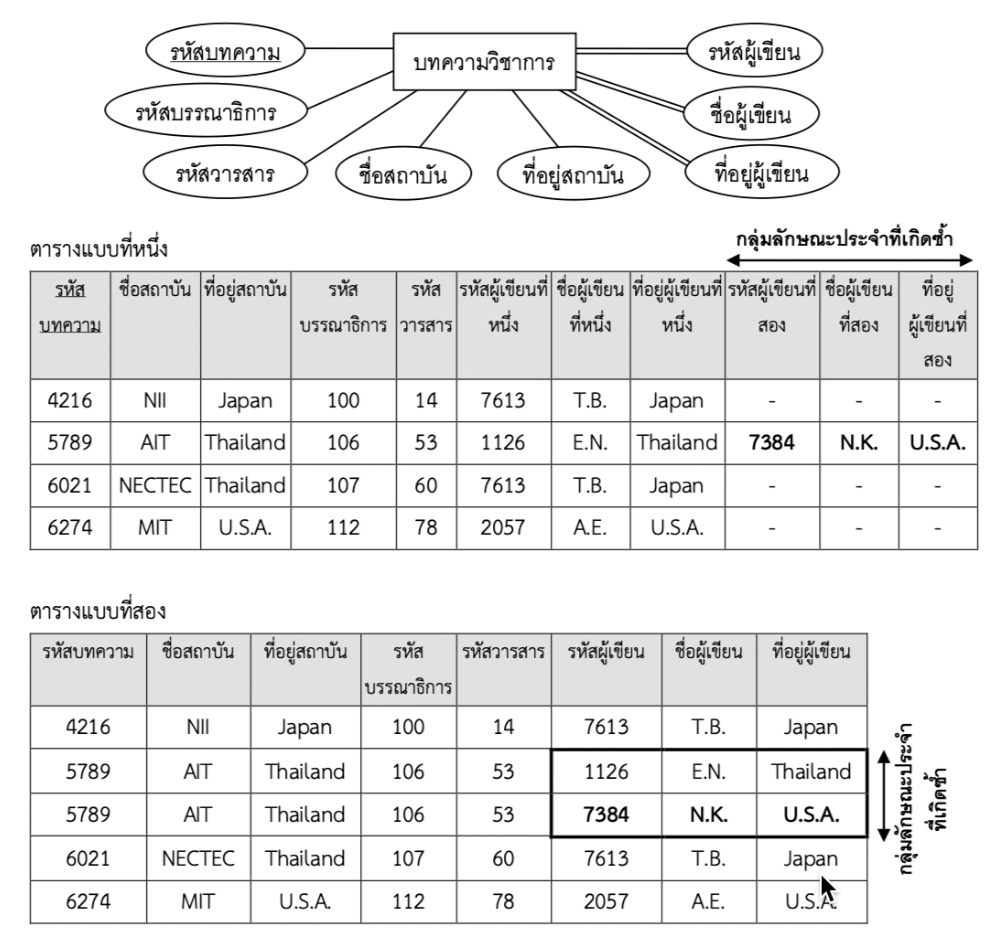 รหัสบทความ
บทความวิชาการ
รหัสผู้เขียน
รหัสบรรณาธิการ
ชื่อผู้เขียน
รหัสวารสาร
ชื่อสถาบัน
ที่อยู่สถาบัน
ที่อยู่ผู้เขียน
กลุ่มลักษณะประจำที่เกิดซ้ำ
ตารางแบบที่หนึ่ง
รหัส ชื่อสถาบัน ที่อยู่สถาบัน รหัส รหัส รหัสผู้เขียนที่ ชื่อผู้เขียน ที่อยู่ผู้เขียนที่ รหัสผู้เขียนที่ ชื่อผู้เขียน ที่อยู่
บทความ บรรณาธิการ วารสาร หนึ่ง ที่หนึ่ง หนึ่ง สอง ที่สอง ผู้เขียนที่
สอง
4216 NII Japan 100 14 7613 T.B. Japan - - -
5789 AIT Thailand 106 53 1126 E.N. Thailand 7384 N.K. U.S.A.
6021 NECTEC Thailand 107 60 7613 T.B. Japan - - -
6274 MIT U.S.A. 112 78 2057 A.E. U.S.A. - - -
ตารางแบบที่สอง
รหัสบทความ ชื่อสถาบัน ที่อยู่สถาบัน รหัส รหัสวารสาร รหัสผู้เขียน ชื่อผู้เขียน ที่อยู่ผู้เขียน
บรรณาธิการ
4216 NII Japan 100 14 7613 T.B. Japan
5789 AIT Thailand 106 53 1126 E.N. Thailand
5789 AIT Thailand 106 53 7384 N.K. U.S.A.
6021 NECTEC Thailand 107 60 7613 T.B. Japan
6274 MIT U.S.A. 112 78 2057 A.E. U.S.A.
กลุ่มลักษณะประจำ
ที่เกิดซ้ำ